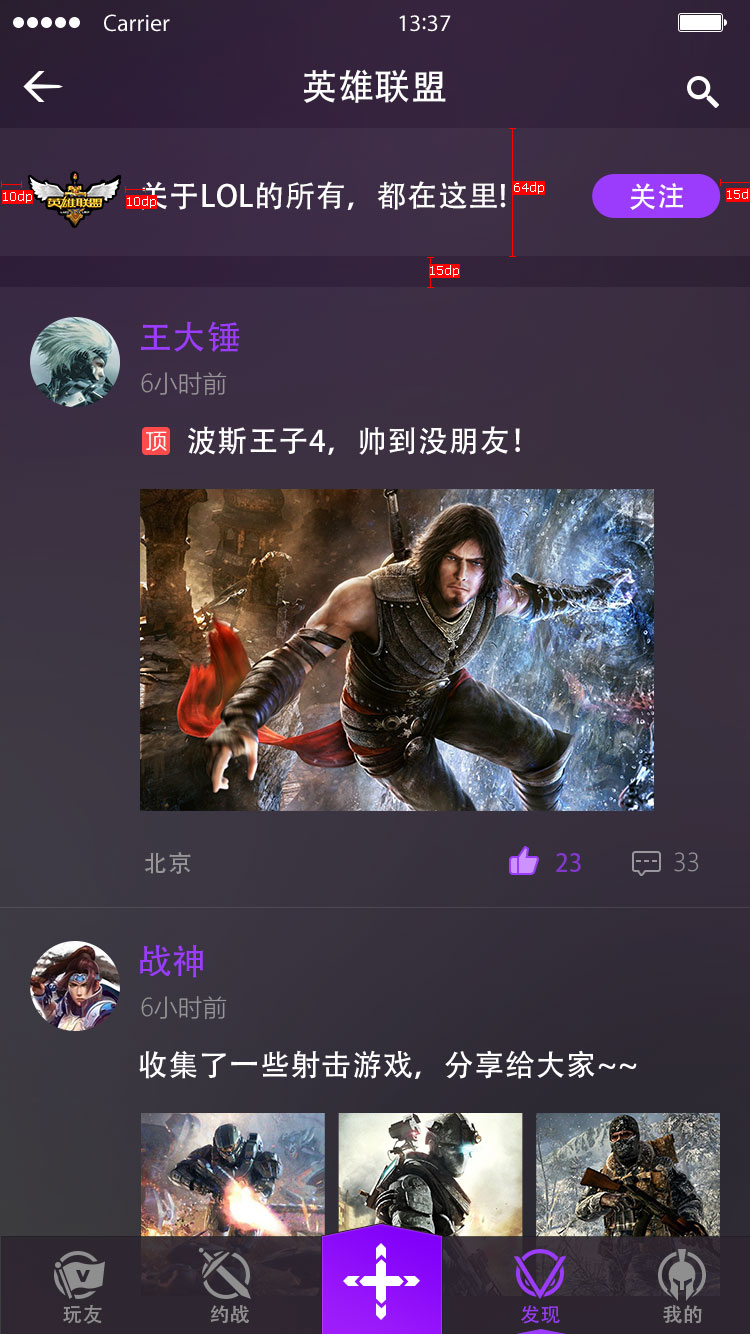 Carrier 13:37
英雄联盟
10dp 英雄联盟 10dp 关于LOL的所有，都在这里! 64dp 关注 15d
15dp
王大锤
6小时前
顶 波斯王子4，帅到没朋友!
北京 23 33
战神
6小时前
收集了一些射击游戏，分享给大家~~
玩友 约战 发现 我的